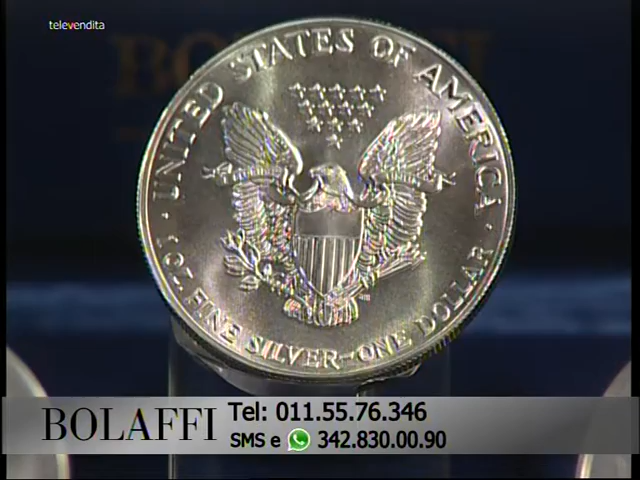 televendita
UNITED STATES OF AMERICA
1 OZ. FINE SILVER~ONE DOLLAR
BOLAFFI
Tel: 011.55.76.346
SMS e 342.830.00.90